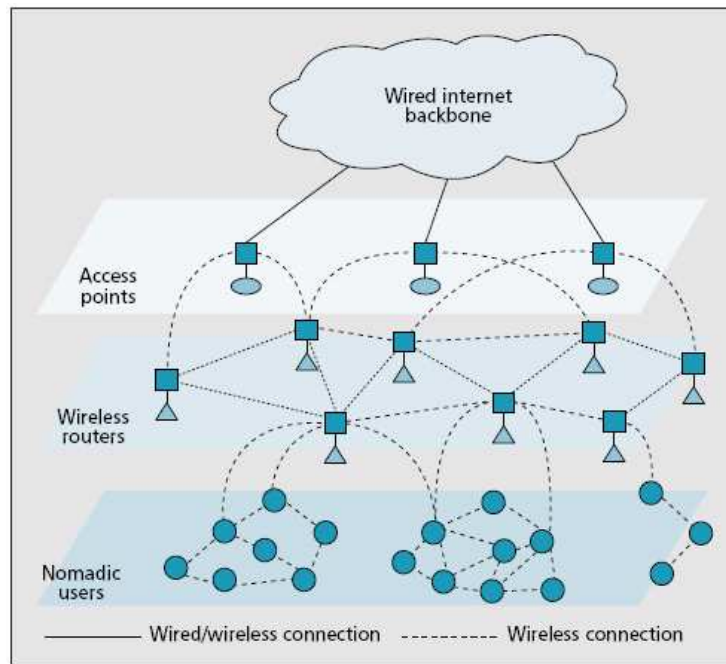 Wired internet
backbone
Access
points
Wireless
routers
Nomadic
users
Wired/wireless connection
Wireless connection